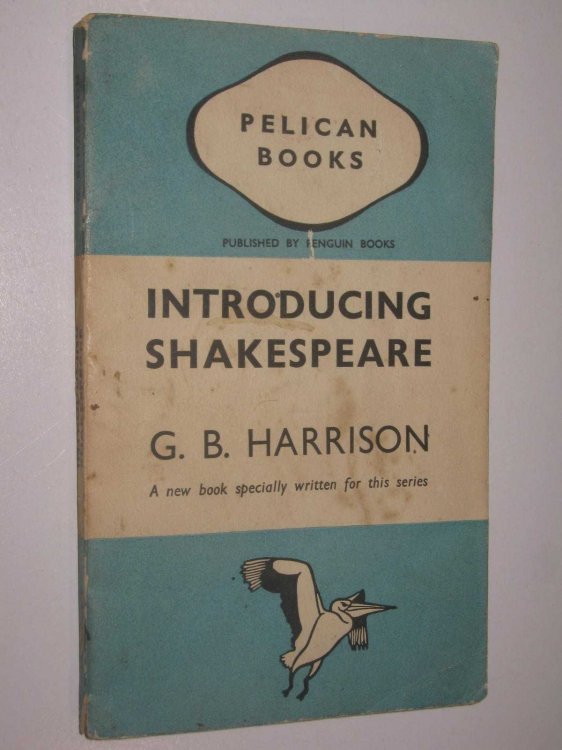 PELICAN
BOOKS
PUBLISHED BY PENGUIN BOOKS
INTRODUCING
SHAKESPEARE
G. B. HARRISON
A new book specially written for this series